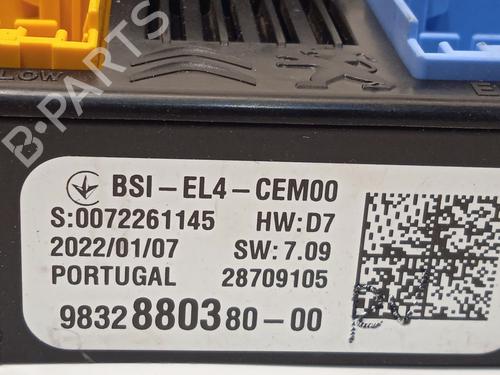 LOW
B-PARTS
BSI-EL4-CEM00
S:0072261145 HW:D7
2022/01/07 SW:7.09
PORTUGAL 28709105
9832880380-00